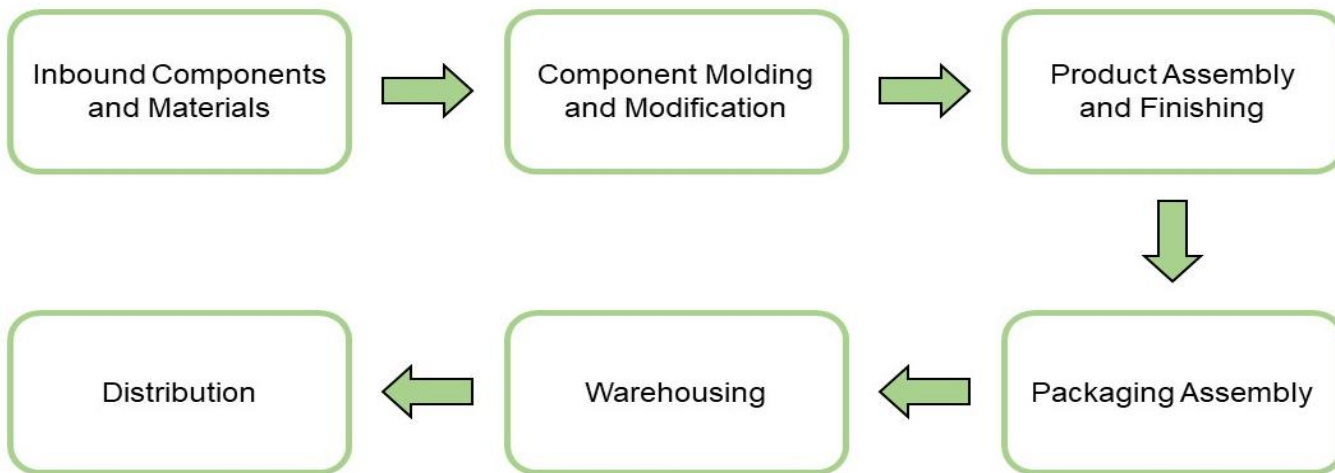 Inbound Components
and Materials
Component Molding
and Modification
Product Assembly
and Finishing
Packaging Assembly
Warehousing
Distribution